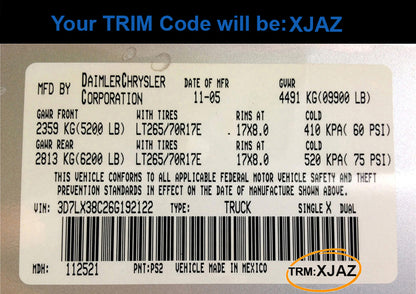 Your TRIM Code will be: XJAZ
MFD BY DAIMLERCHRYSLER CORPORATION DATE OF MFR 11-05 GVWR 4491 KG(09900 LB)
GAWR FRONT WITH TIRES RIMS AT COLD
2359 KG(5200 LB) LT265/70R17E . 17X8.0 410 KPA( 60 PSI)
GAWR REAR WITH TIRES RIMS AT COLD
2813 KG(6200 LB) LT265/70R17E . 17X8.0 520 KPA( 75 PSI)
THIS VEHICLE CONFORMS TO ALL APPLICABLE FEDERAL MOTOR VEHICLE SAFETY AND THEFT
PREVENTION STANDARDS IN EFFECT ON THE DATE OF MANUFACTURE SHOWN ABOVE.
VIN: 3D7LX38C26G192122 TYPE: TRUCK SINGLE X DUAL
MDH: 112521 PNT:PS2 VEHICLE MADE IN MEXICO TRM:XJAZ